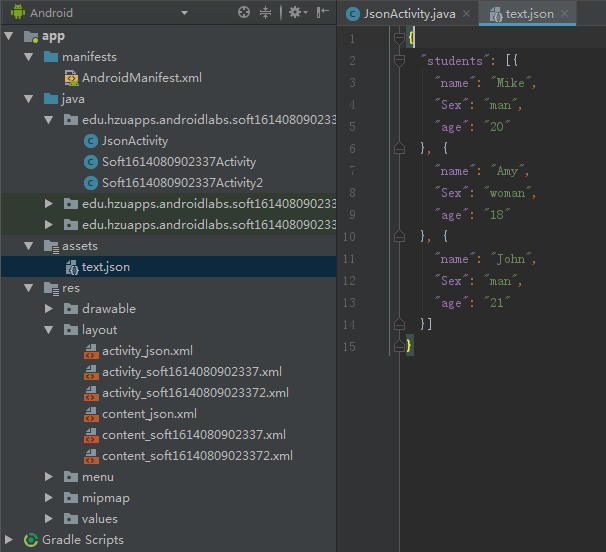 Android
app
manifests
AndroidManifest.xml
java
edu.hzuapps.androidlabs.soft161408090233
JsonActivity
Soft1614080902337Activity
Soft1614080902337Activity2
edu.hzuapps.androidlabs.soft161408090233
edu.hzuapps.androidlabs.soft161408090233
assets
text.json
res
drawable
layout
activity_json.xml
activity_soft1614080902337.xml
activity_soft16140809023372.xml
content_json.xml
content_soft1614080902337.xml
content_soft16140809023372.xml
menu
mipmap
values
Gradle Scripts
JsonActivity.java × text.json ×
1 {
2 "students": [{
3 "name": "Mike",
4 "Sex": "man",
5 "age": "20"
6 }, {
7 "name": "Amy",
8 "Sex": "woman",
9 "age": "18"
10 }, {
11 "name": "John",
12 "Sex": "man",
13 "age": "21"
14 }]
15 }